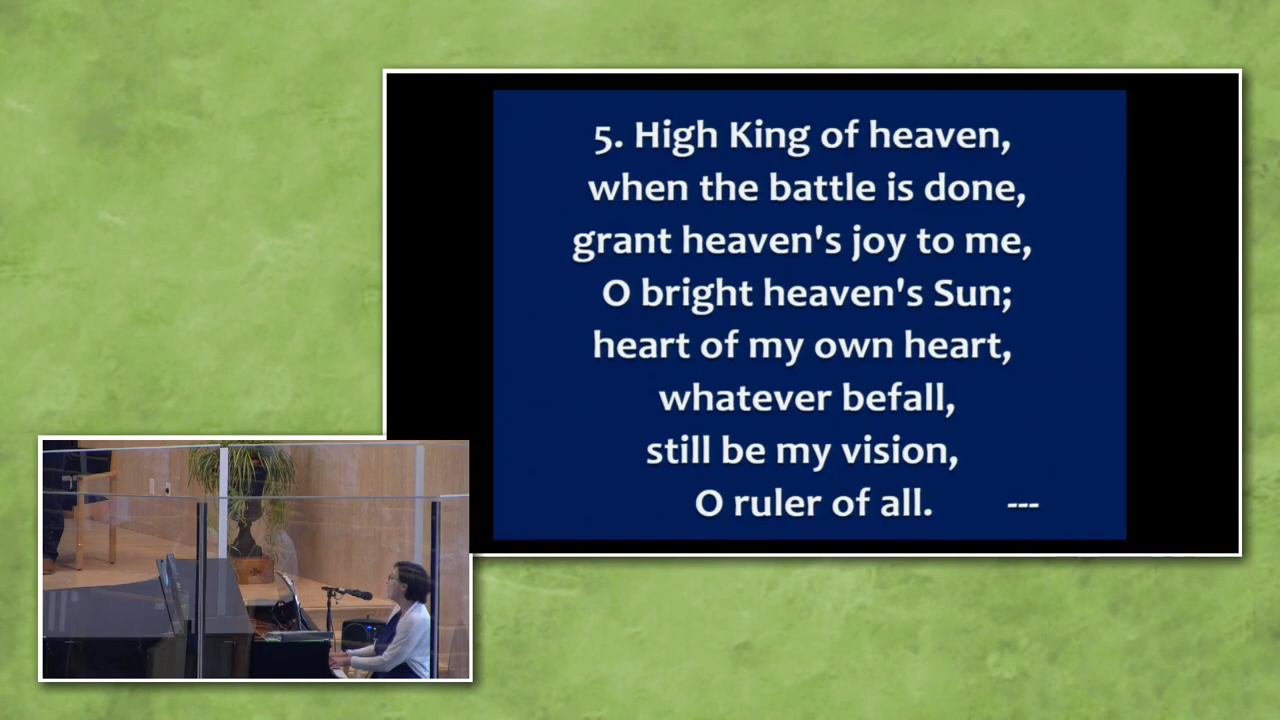 5. High King of heaven,
when the battle is done,
grant heaven's joy to me,
O bright heaven's Sun;
heart of my own heart,
whatever befall,
still be my vision,
O ruler of all. ---